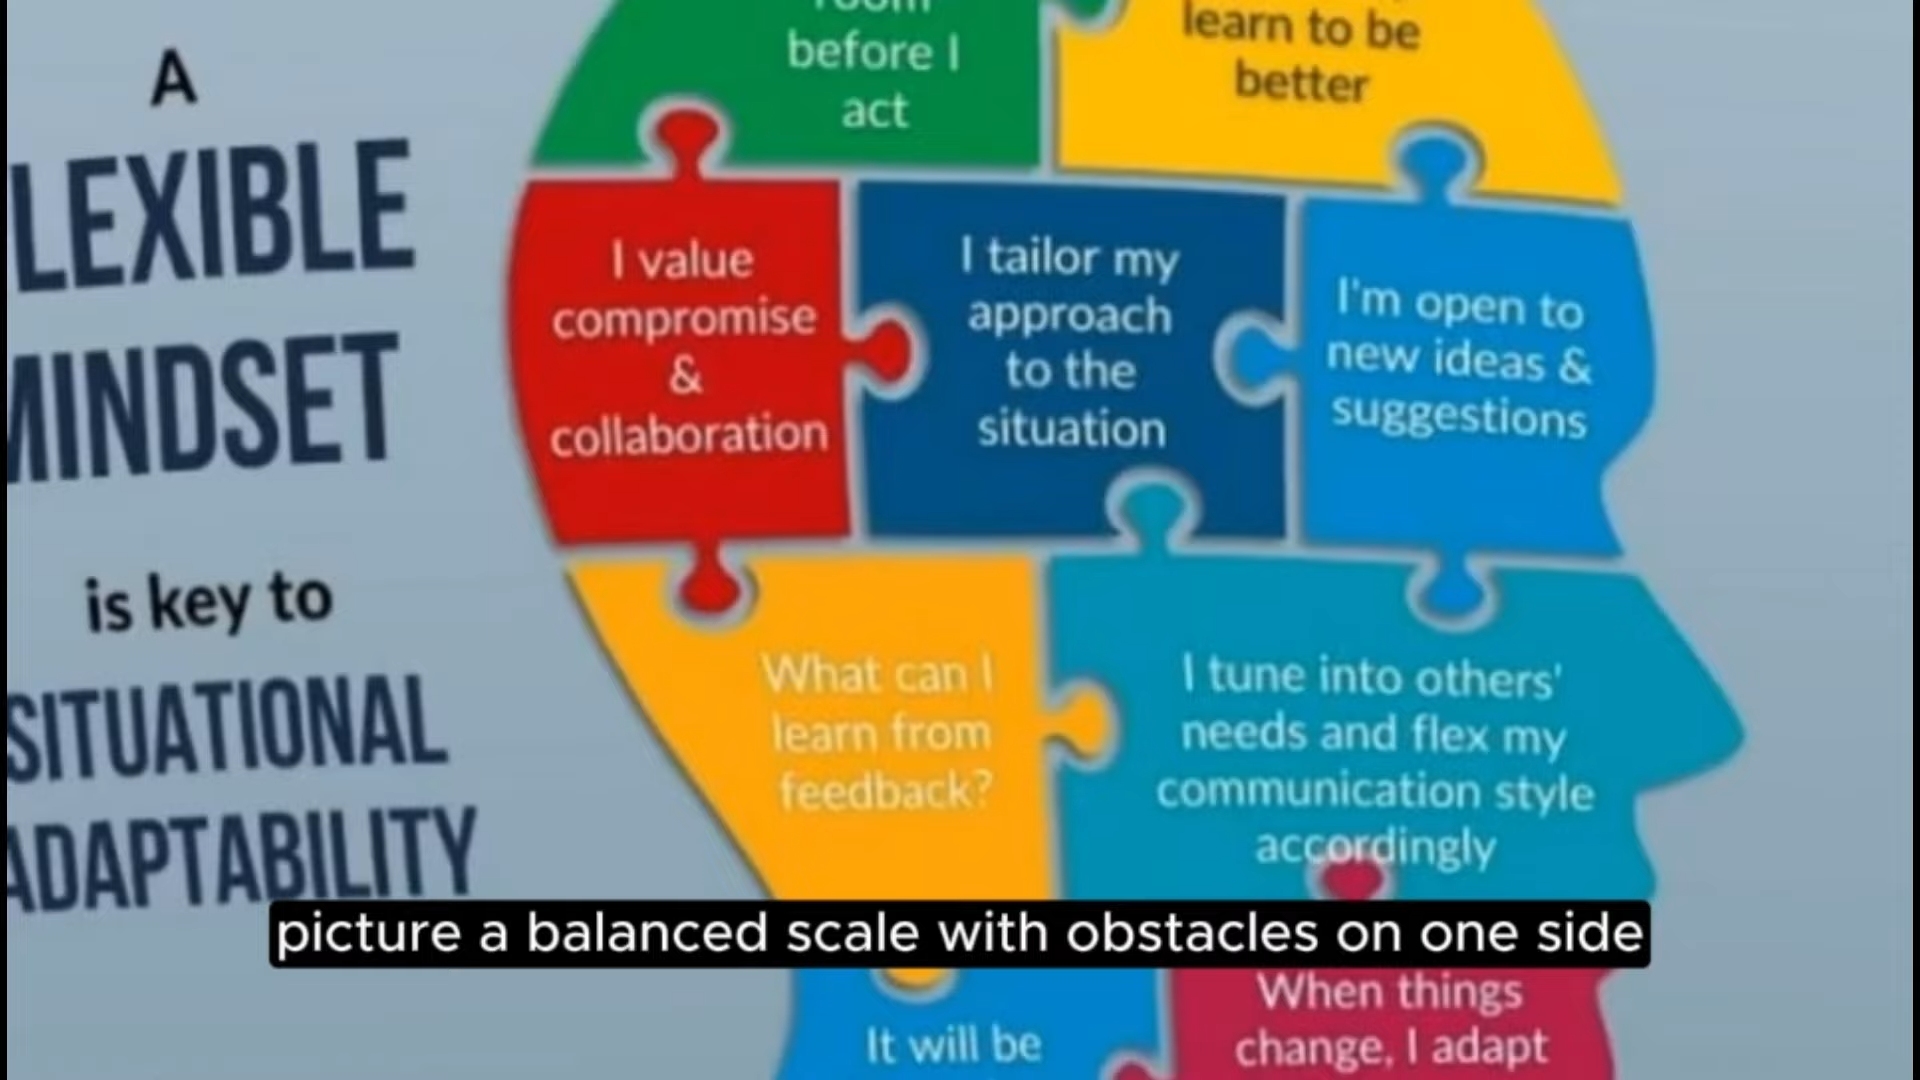 A
LEXIBLE
MINDSET
is key to
SITUATIONAL
ADAPTABILITY
before I
act
learn to be
better
I value
compromise
&
collaboration
I tailor my
approach
to the
situation
I'm open to
new ideas &
suggestions
What can I
learn from
feedback?
I tune into others'
needs and flex my
communication style
accordingly
picture a balanced scale with obstacles on one side
It will be
When things
change, I adapt